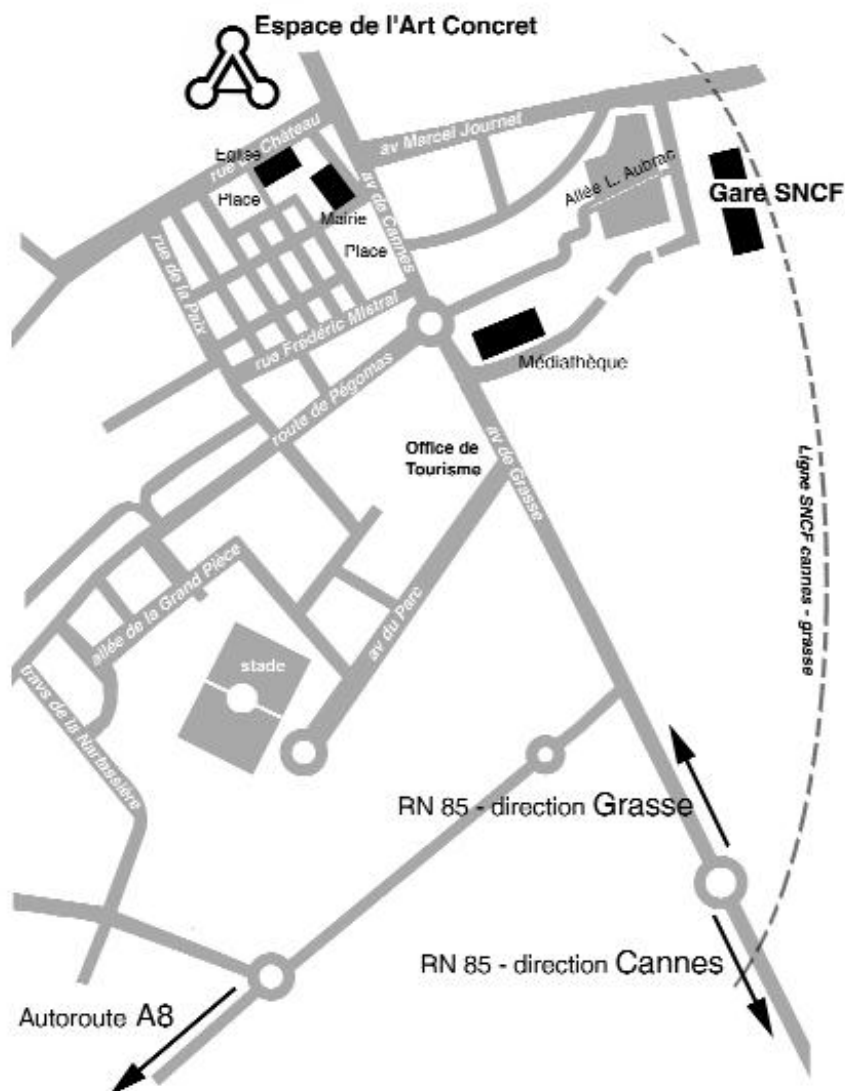 Espace de l'Art Concret
rue du Château
Eglise
Place
Mairie
Place
av Marcel Journet
av de Cannes
Allée L. Aubrac
Gare SNCF
rue de la Paix
rue Frédéric Mistral
route de Pégomas
Médiathèque
Office de
Tourisme
av de Grasse
Ligne SNCF cannes - grasse
allée de la Grand Pièce
av du Parc
stade
travs de la Nartassière
RN 85 - direction Grasse
RN 85 - direction Cannes
Autoroute A8